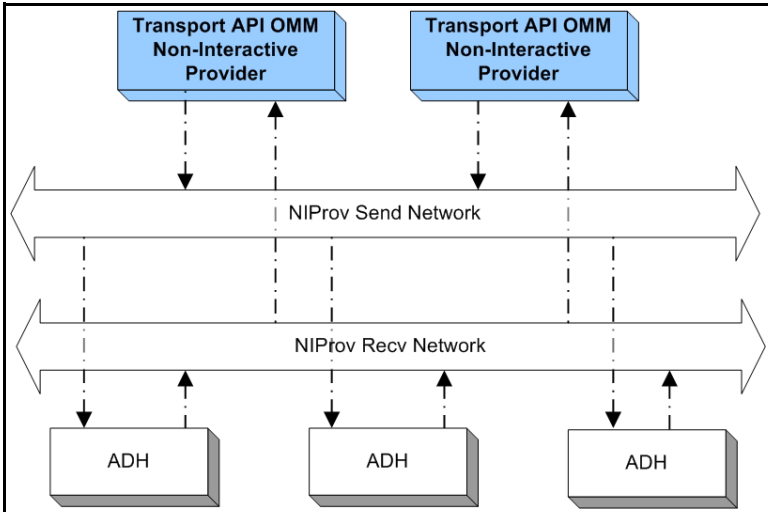 Transport API OMM
Non-Interactive
Provider
Transport API OMM
Non-Interactive
Provider
NIProv Send Network
NIProv Recv Network
ADH
ADH
ADH